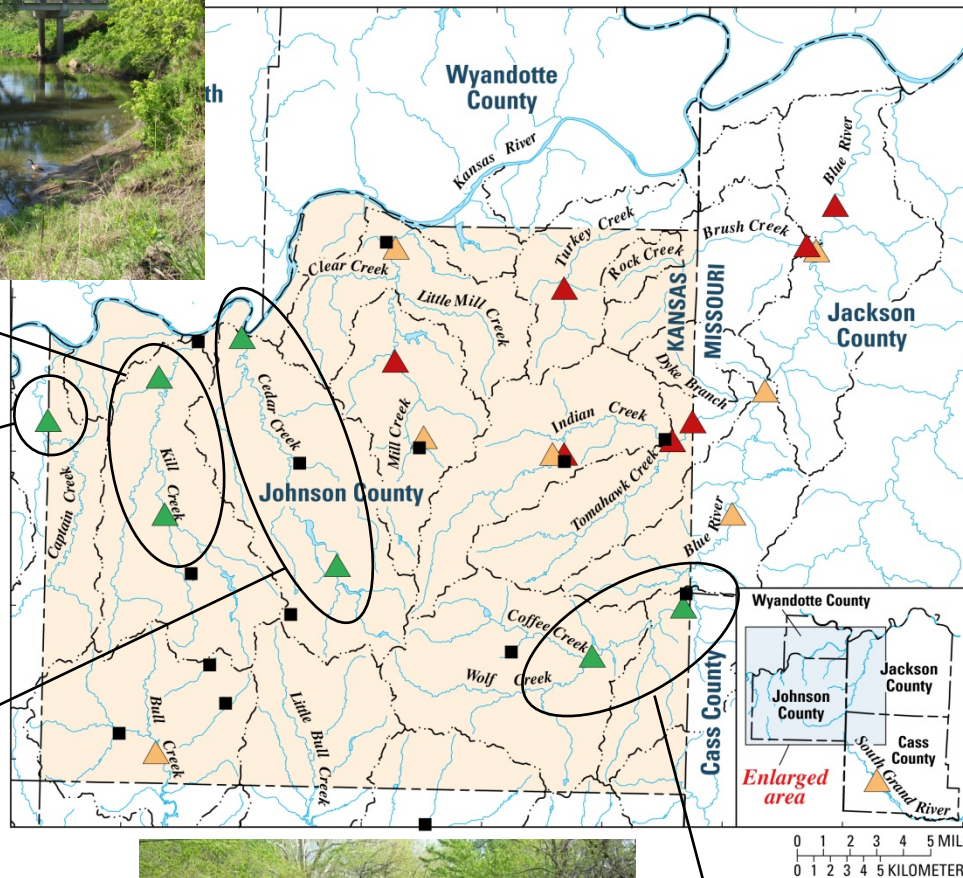 th
Wyandotte
County
Kansas River
Blue River
Turkey Creek
Brush Creek
Rock Creek
Clear Creek
Little Mill Creek
KANSAS
MISSOURI
Jackson
County
Dyke Branch
Cedar Creek
Indian Creek
Mill Creek
Kill Creek
Captain Creek
Johnson County
Tomahawk Creek
Blue River
Coffee Creek
Wolf Creek
Bull Creek
Little Bull Creek
Cass County
Wyandotte County
Jackson
County
Johnson
County
Cass
County
South Grand River
Enlarged
area
0 1 2 3 4 5 MIL
0 1 2 3 4 5 KILOMETER